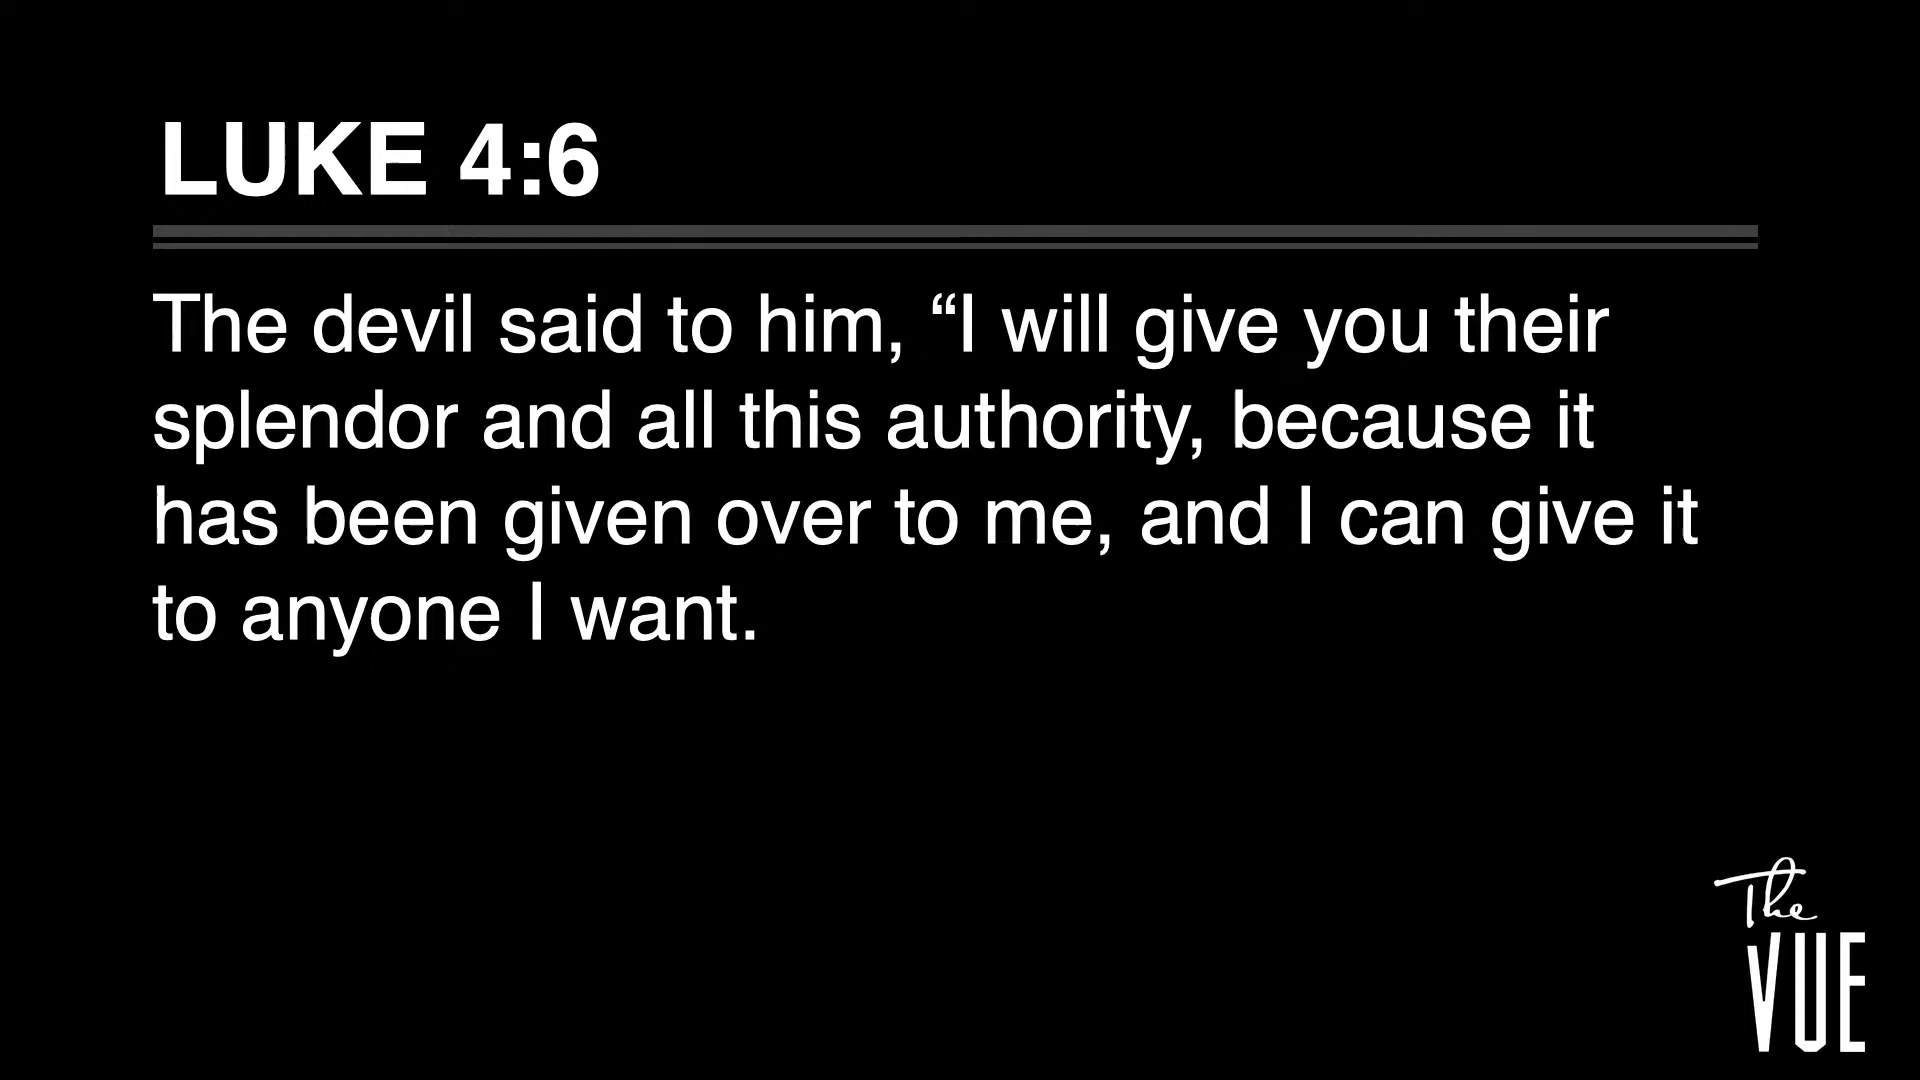 LUKE 4:6
The devil said to him, “I will give you their
splendor and all this authority, because it
has been given over to me, and I can give it
to anyone I want.
The
VUE